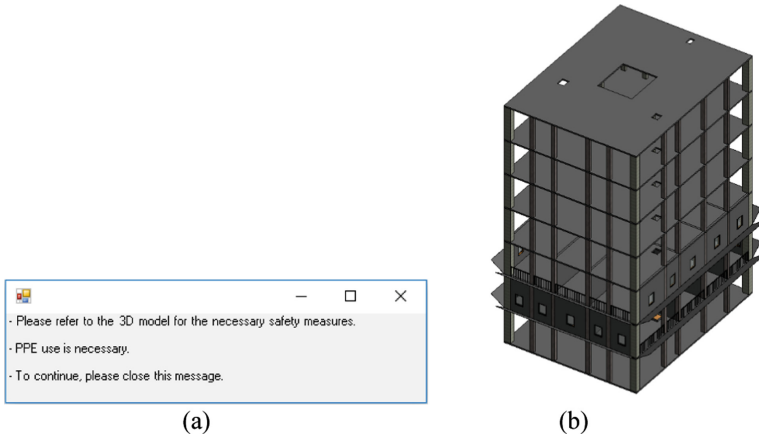 - Please refer to the 3D model for the necessary safety measures.
- PPE use is necessary.
- To continue, please close this message.
(a)
(b)